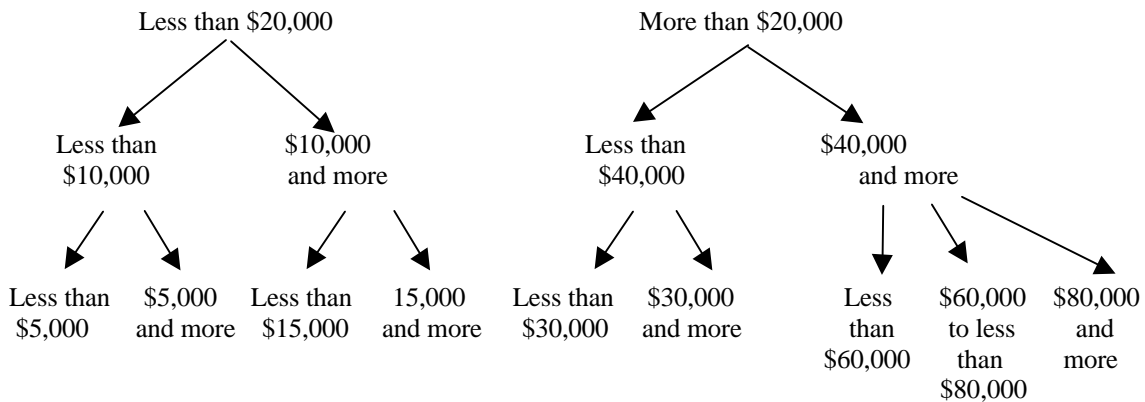 Less than $20,000
More than $20,000
Less than
$10,000
$10,000
and more
Less than
$40,000
$40,000
and more
Less than
$5,000
$5,000
and more
Less than
$15,000
15,000
and more
Less than
$30,000
$30,000
and more
Less
than
$60,000
$60,000
to less
than
$80,000
$80,000
and
more